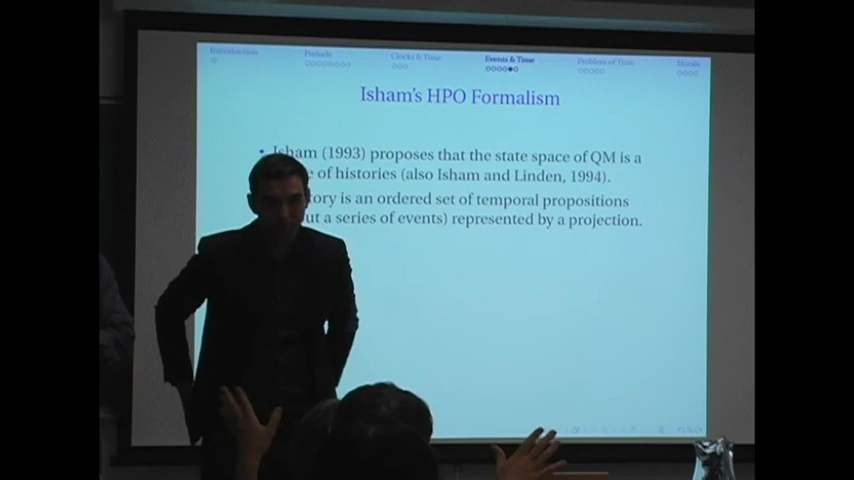 Introduction Prelude Clocks & Time Events & Time Problem of Time Morals
Isham's HPO Formalism
• Isham (1993) proposes that the state space of QM is a
of histories (also Isham and Linden, 1994).
is an ordered set of temporal propositions
a series of events) represented by a projection.